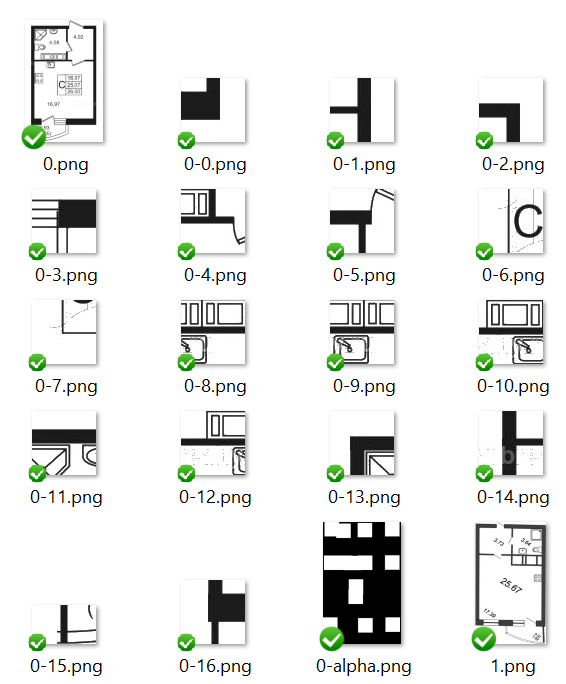 4,08
4,02
16,97
25,07
26,00
C
16,97
0.png
0-0.png
0-1.png
0-2.png
0-3.png
0-4.png
0-5.png
C
0-6.png
0-7.png
0-8.png
0-9.png
0-10.png
0-11.png
0-12.png
0-13.png
b
0-14.png
0-15.png
0-16.png
0-alpha.png
3.73
3.64
25.67
17.30
1.png